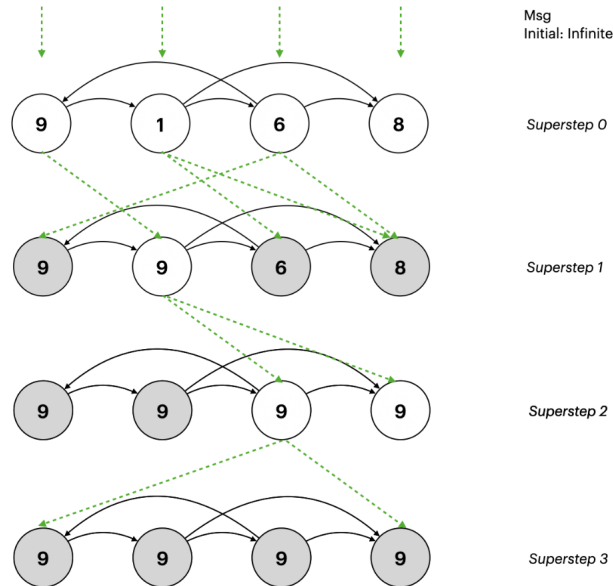 Msg
Initial: Infinite
9 1 6 8 Superstep 0
9 9 6 8 Superstep 1
9 9 9 9 Superstep 2
9 9 9 9 Superstep 3